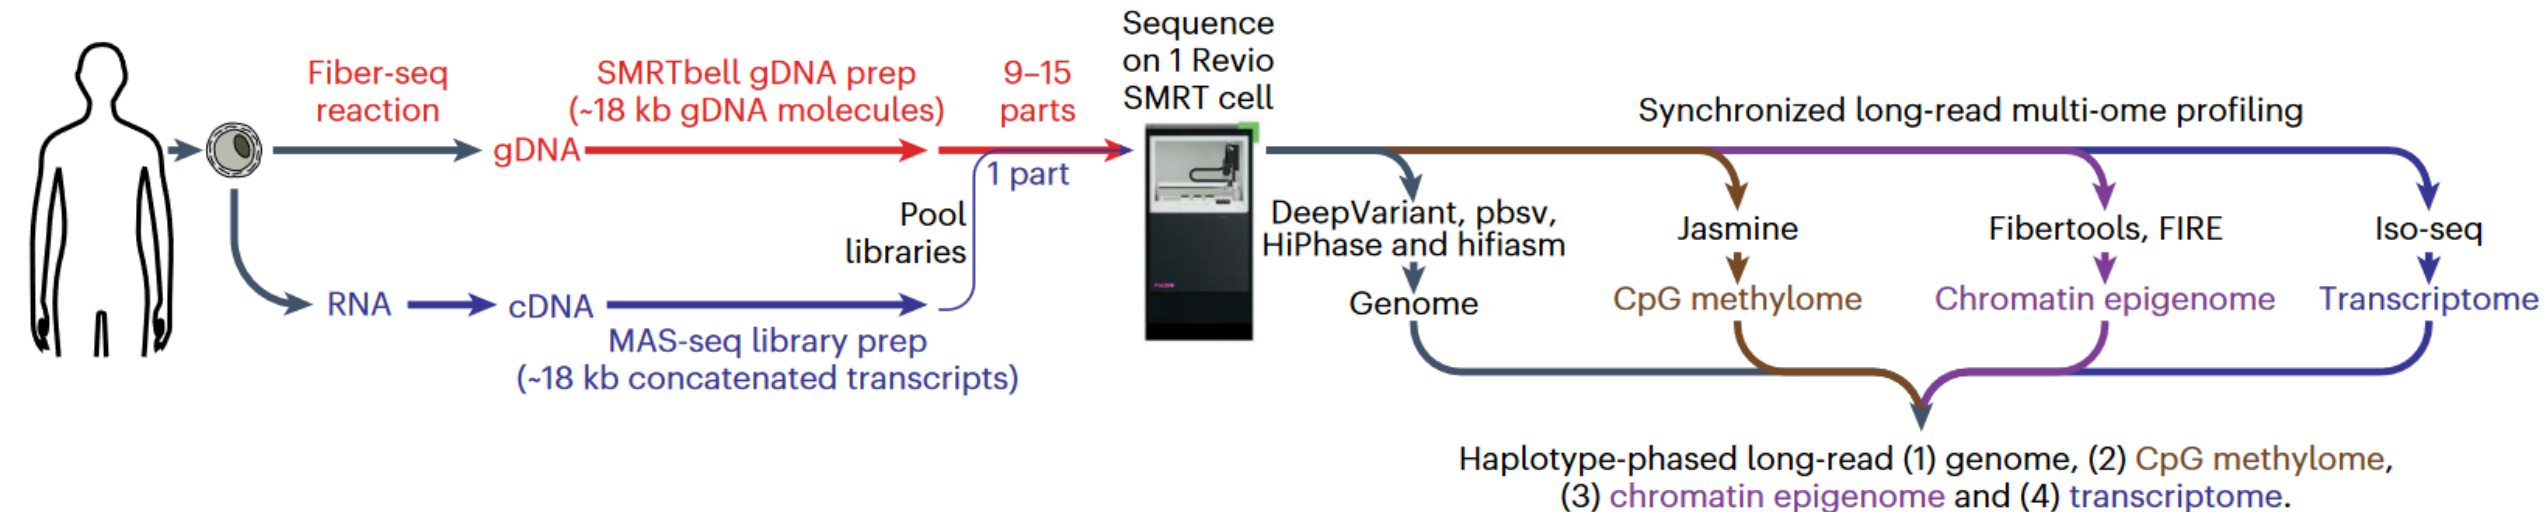 Fiber-seq
reaction
SMRTbell gDNA prep
(~18 kb gDNA molecules)
9–15
parts
gDNA
1 part
Pool
libraries
RNA
cDNA
MAS-seq library prep
(~18 kb concatenated transcripts)
Sequence
on 1 Revio
SMRT cell
Synchronized long-read multi-ome profiling
DeepVariant, pbsv,
HiPhase and hifiasm
Genome
Jasmine
CpG methylome
Fibertools, FIRE
Chromatin epigenome
Iso-seq
Transcriptome
Haplotype-phased long-read (1) genome, (2) CpG methylome,
(3) chromatin epigenome and (4) transcriptome.